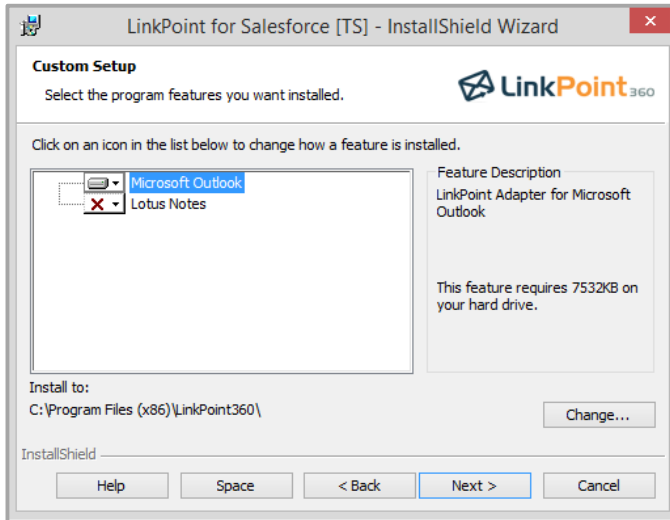 LinkPoint for Salesforce [TS] - InstallShield Wizard
Custom Setup
Select the program features you want installed.
LinkPoint360
Click on an icon in the list below to change how a feature is installed.
Microsoft Outlook
Lotus Notes
Feature Description
LinkPoint Adapter for Microsoft
Outlook
This feature requires 7532KB on
your hard drive.
Install to:
C:\Program Files (x86)\LinkPoint360\
Change...
InstallShield
Help
Space
< Back
Next >
Cancel